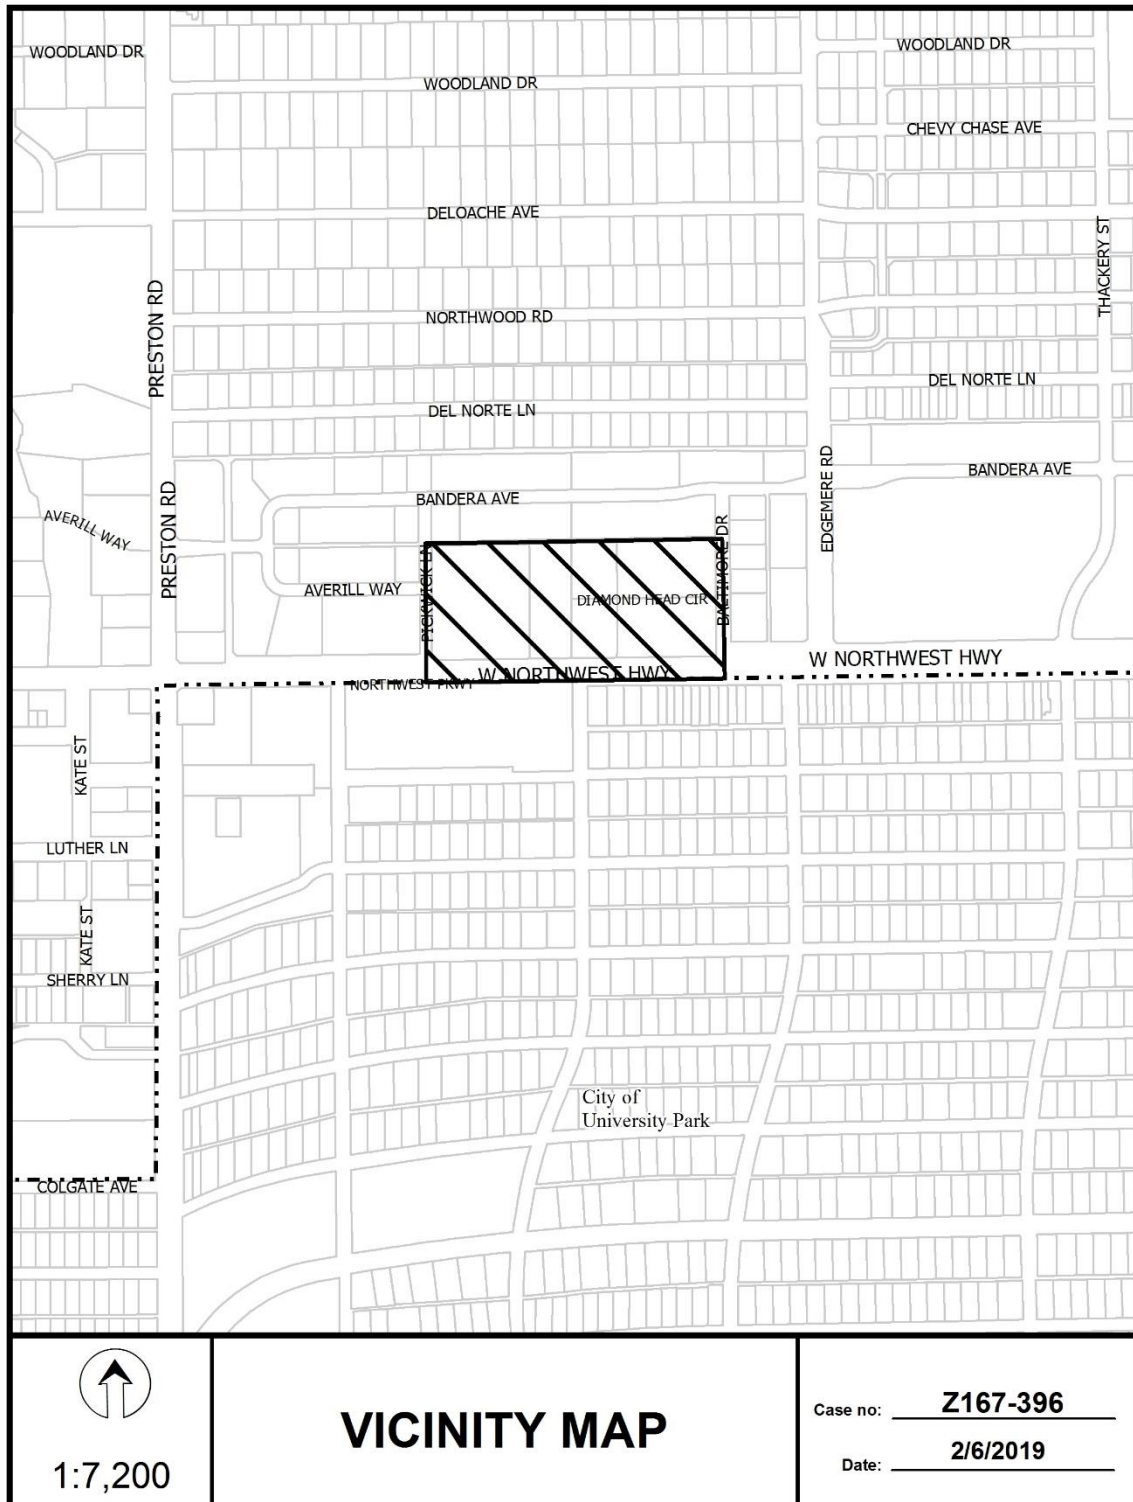 WOODLAND DR
WOODLAND DR
WOODLAND DR
CHEVY CHASE AVE
DELOACHE AVE
THACKERY ST
PRESTON RD
NORTHWOOD RD
DEL NORTE LN
DEL NORTE LN
EDGEMERE RD
BANDERA AVE
BANDERA AVE
PRESTON RD
AVERILL WAY
BALTIMORE DR
PICKWICK LN
AVERILL WAY
DIAMOND HEAD CIR
W NORTHWEST HWY
W NORTHWEST HWY
NORTHWEST PKWY
KATE ST
LUTHER LN
KATE ST
SHERRY LN
City of
University Park
COLGATE AVE
1:7,200
VICINITY MAP
Case no: Z167-396
Date: 2/6/2019